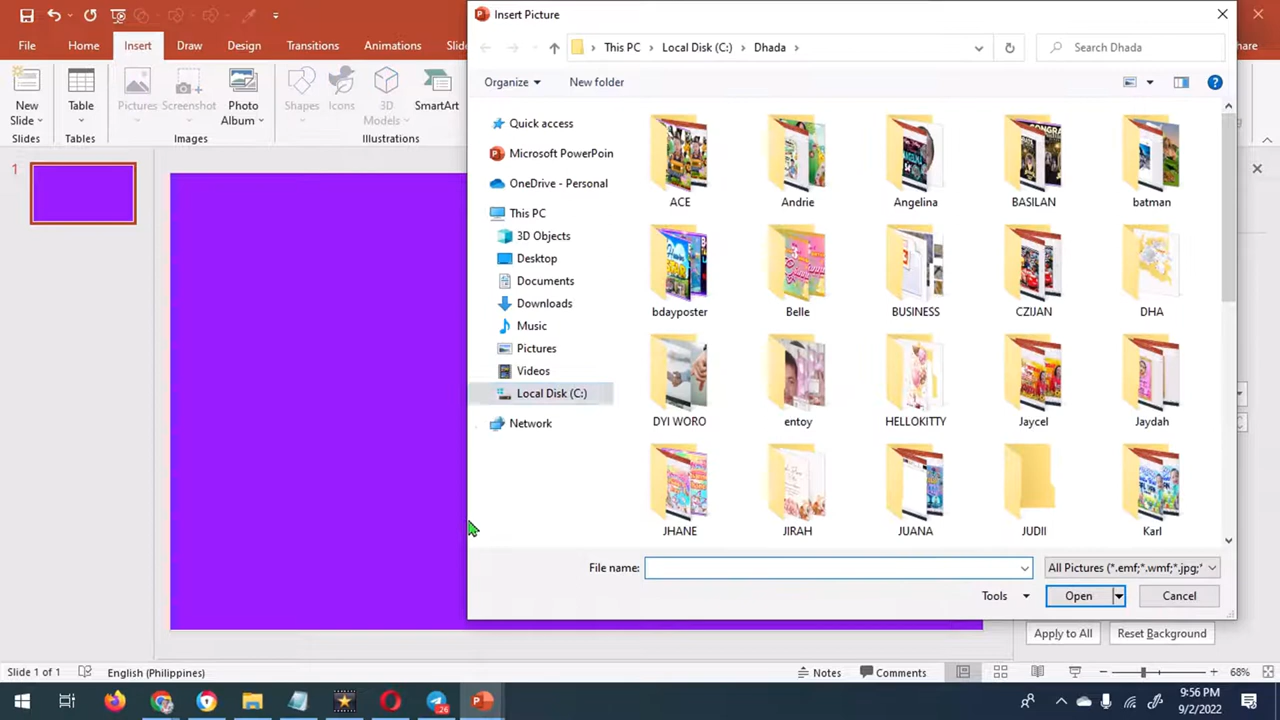 Insert Picture
File
Home
Insert
Draw
Design
Transitions
Animations
Slid
hare
New
Slide
Table
Pictures
Screenshot
Photo
Album
Shapes
Icons
3D
Models
SmartArt
Slides
Tables
Images
Illustrations
This PC
Local Disk (C:)
Dhada
Search Dhada
Organize
New folder
Quick access
Microsoft PowerPoin
OneDrive - Personal
This PC
3D Objects
Desktop
Documents
Downloads
Music
Pictures
Videos
Local Disk (C:)
Network
ACE
Andrie
Angelina
BASILAN
batman
bdayposter
Belle
BUSINESS
CZIJAN
DHA
DYI WORO
entoy
HELLOKITTY
Jaycel
Jaydah
JHANE
JIRAH
JUANA
JUDII
Karl
File name:
All Pictures (*.emf;*.wmf;*.jpg;*
Tools
Open
Cancel
Apply to All
Reset Background
1
Slide 1 of 1
English (Philippines)
Notes
Comments
68%
26
9:56 PM
9/2/2022